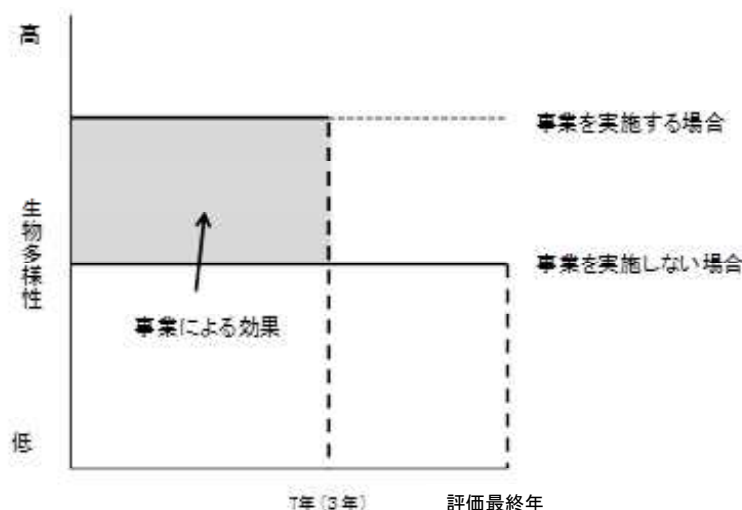 高
事業を実施する場合
生物多様性
事業を実施しない場合
事業による効果
低
T年(3年)
評価最終年